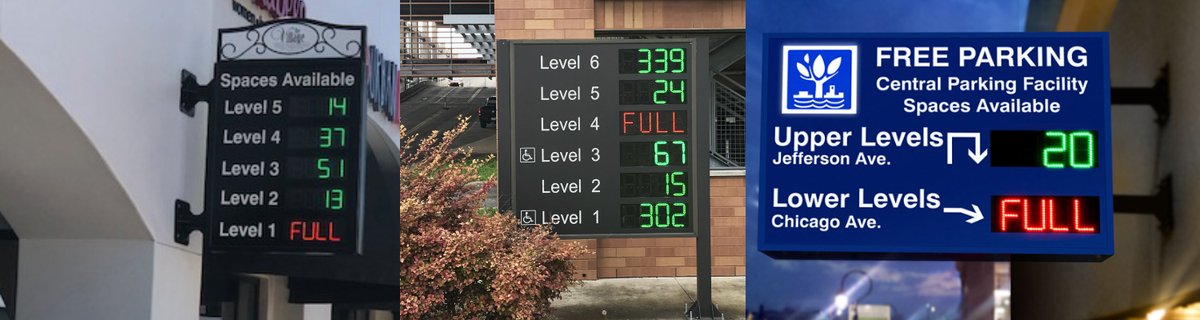 The
Village
Spaces Available
Level 5 14
Level 4 37
Level 3 51
Level 2 13
Level 1 FULL
Level 6 339
Level 5 24
Level 4 FULL
Level 3 67
Level 2 15
Level 1 302
FREE PARKING
Central Parking Facility
Spaces Available
Upper Levels 20
Jefferson Ave.
Lower Levels FULL
Chicago Ave.